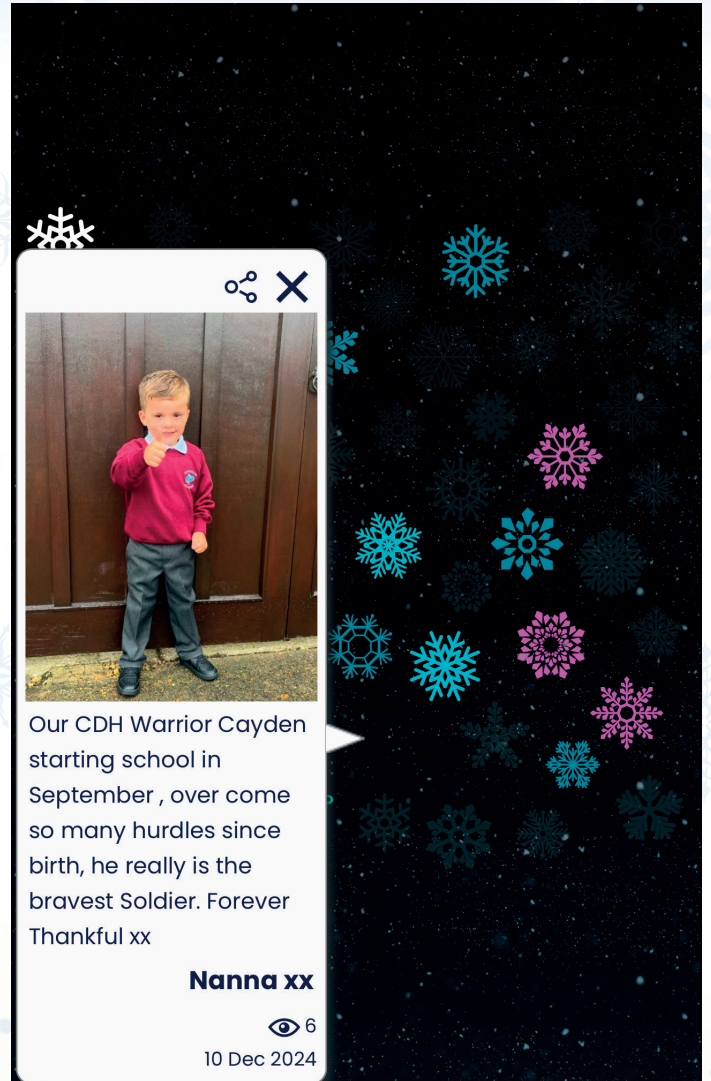 Our CDH Warrior Cayden
starting school in
September , over come
so many hurdles since
birth, he really is the
bravest Soldier. Forever
Thankful xx
Nanna xx
6
10 Dec 2024